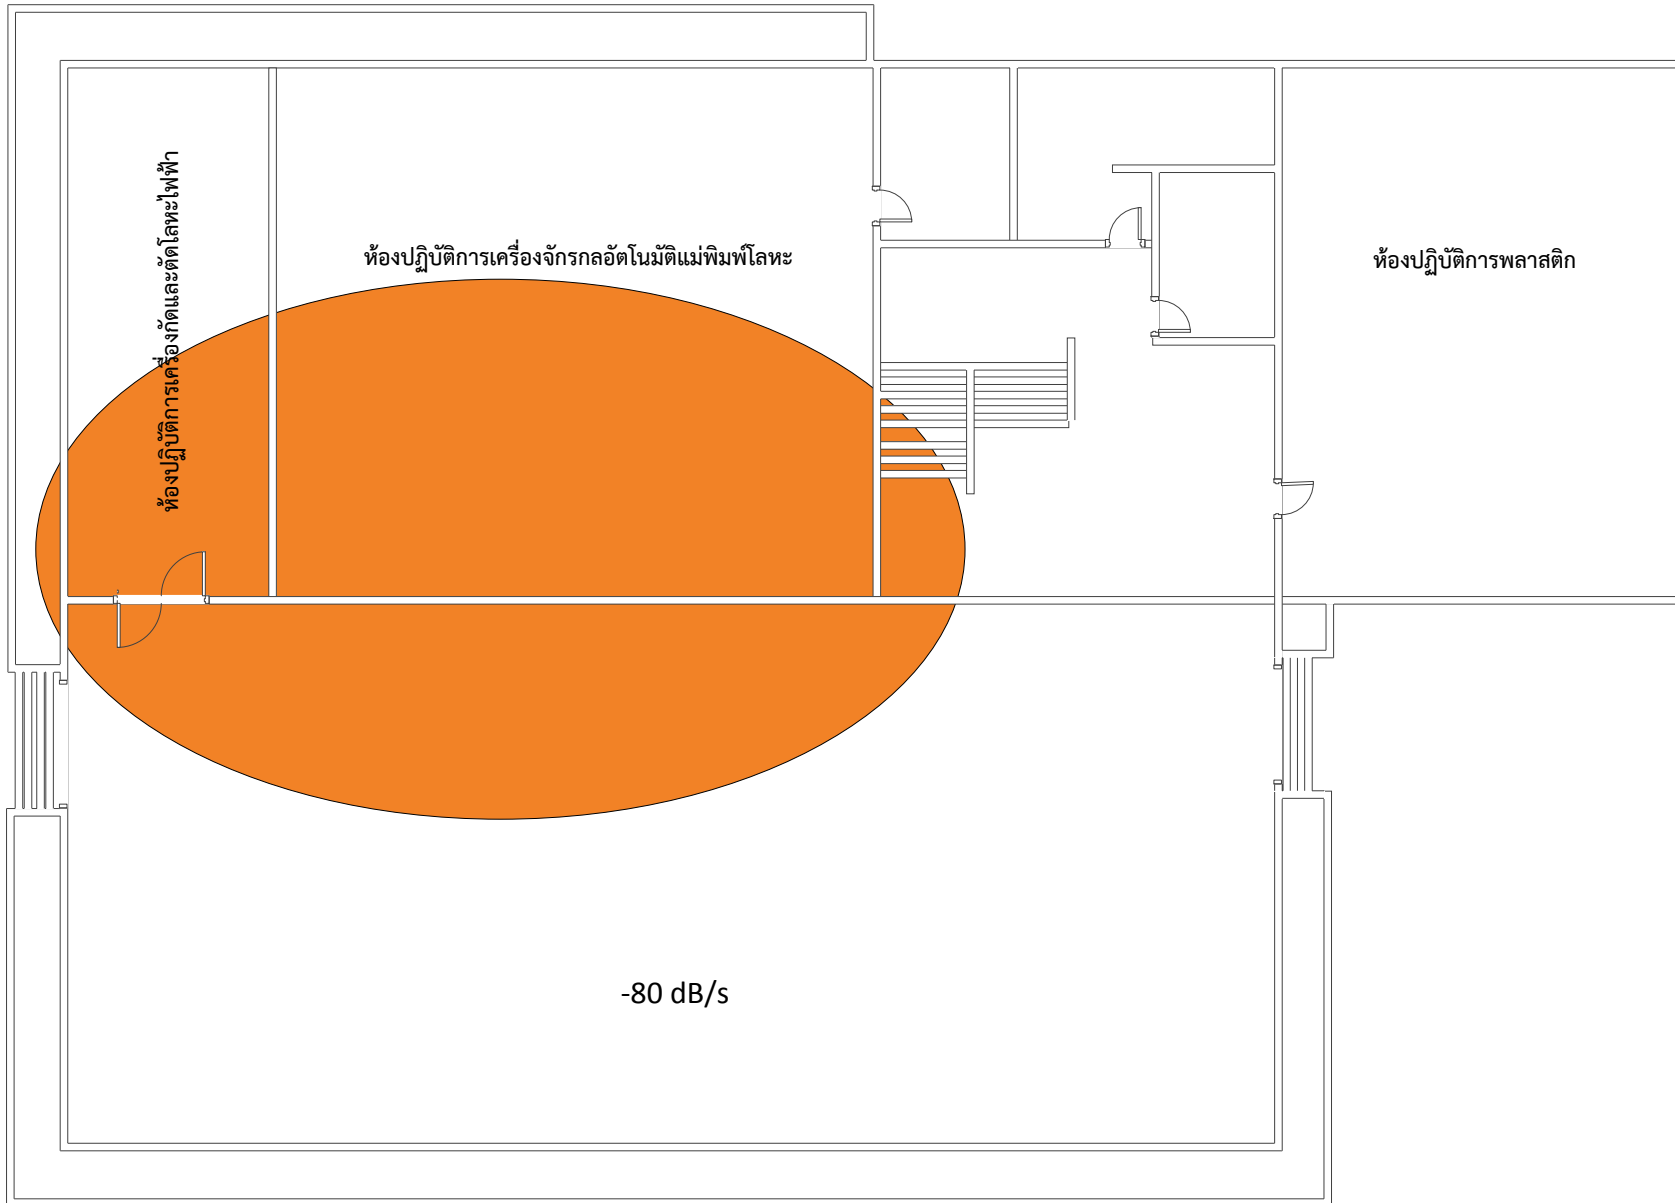 ห้องปฏิบัติการเครื่องกัดและตัดโลหะไฟฟ้า
ห้องปฏิบัติการเครื่องจักรกลอัตโนมัติแม่พิมพ์โลหะ
ห้องปฏิบัติการพลาสติก
-80 dB/s